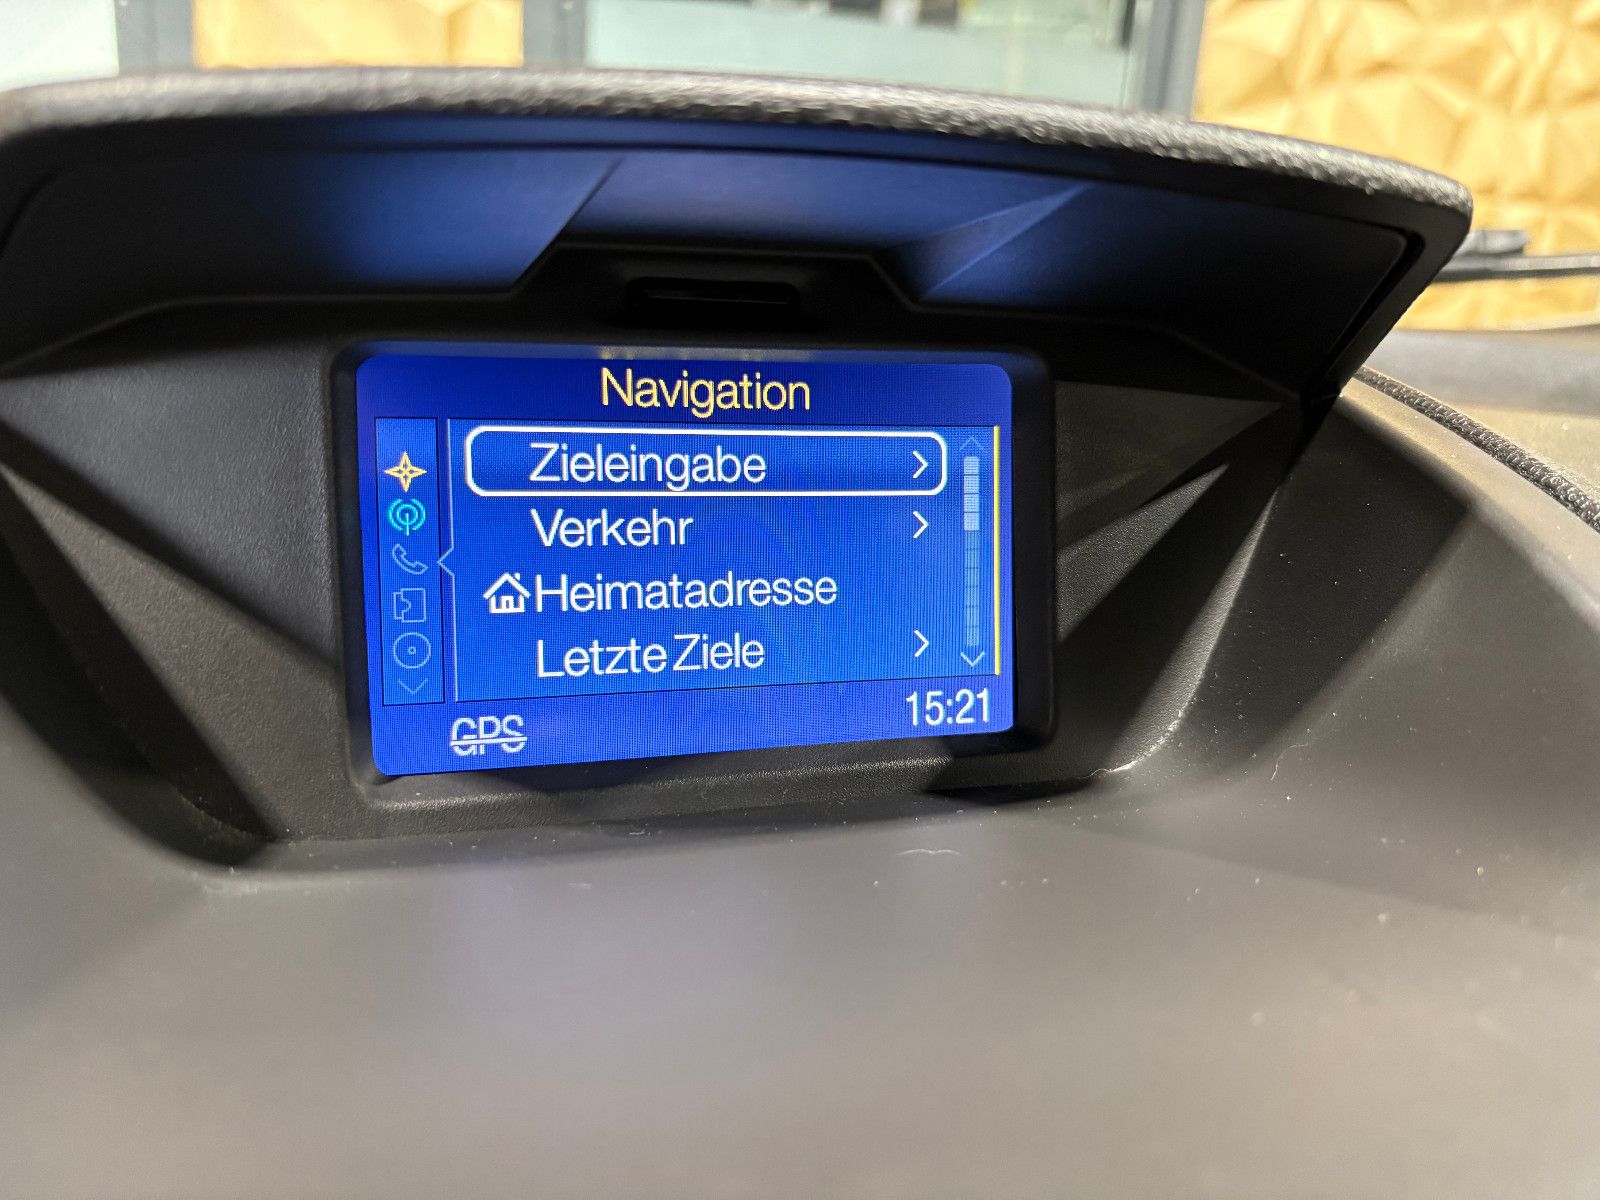 Navigation
Zieleingabe
Verkehr
Heimatadresse
Letzte Ziele
GPS
15:21